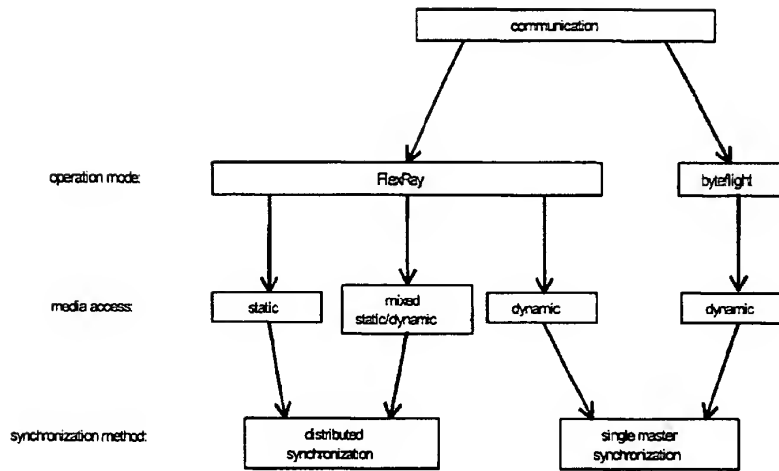 communication
operation mode:
FlexRay
byteflight
media access:
static
mixed
static/dynamic
dynamic
dynamic
synchronization method:
distributed
synchronization
single master
synchronization